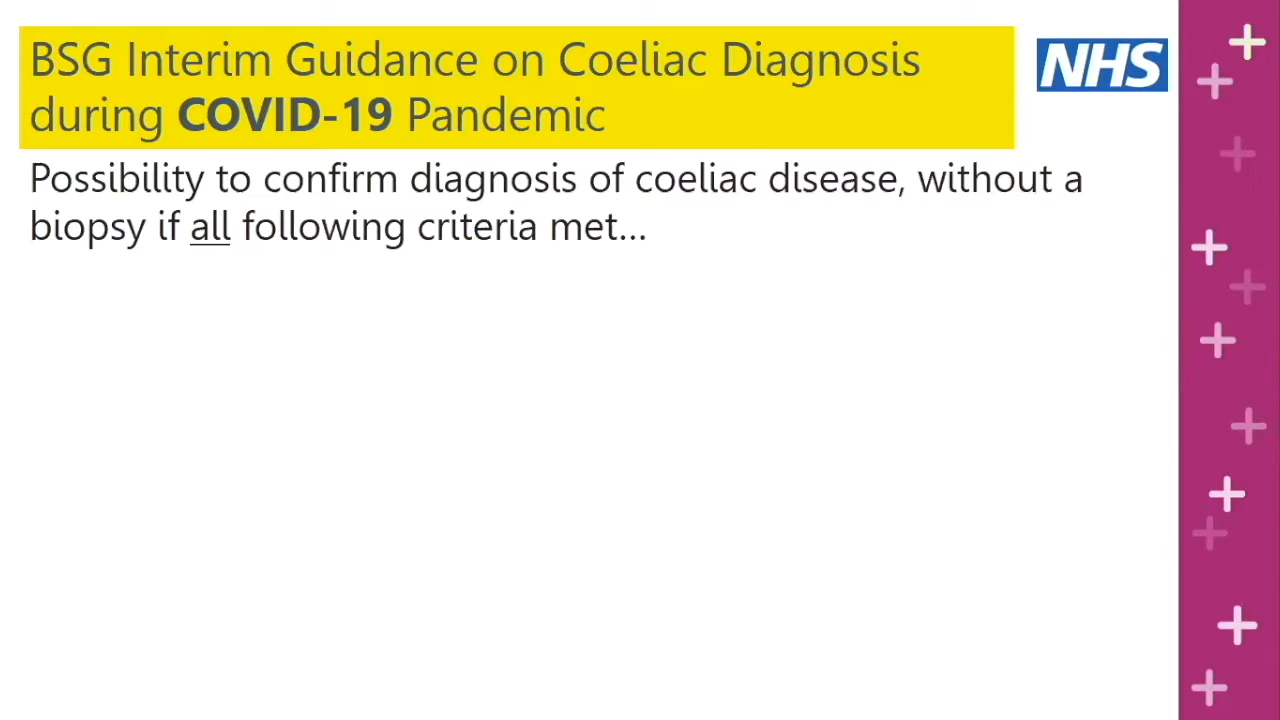 BSG Interim Guidance on Coeliac Diagnosis
during COVID-19 Pandemic
NHS
Possibility to confirm diagnosis of coeliac disease, without a
biopsy if all following criteria met...